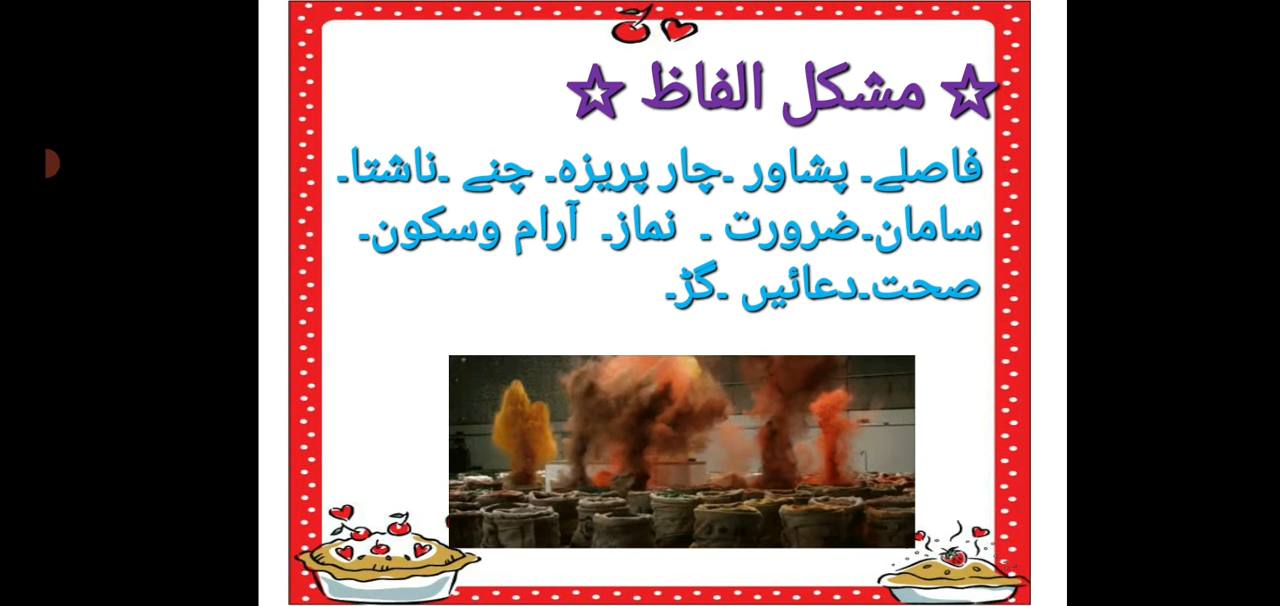 ☆ مشکل الفاظ ☆
فاصلے۔ پشاور ۔چار پریزہ۔ چنے ۔ناشتا۔
سامان۔ضرورت ۔ نماز۔ آرام وسکون۔
صحت۔دعائیں ۔گڑ۔